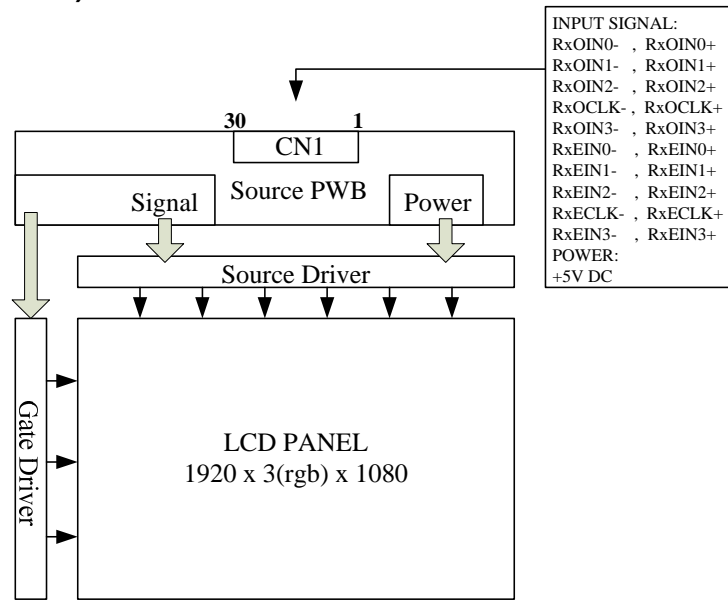 INPUT SIGNAL:
RxOIN0- , RxOIN0+
RxOIN1- , RxOIN1+
RxOIN2- , RxOIN2+
RxOCLK- , RxOCLK+
RxOIN3- , RxOIN3+
RxEIN0- , RxEIN0+
RxEIN1- , RxEIN1+
RxEIN2- , RxEIN2+
RxECLK- , RxECLK+
RxEIN3- , RxEIN3+
POWER:
+5V DC
30 1
CN1
Source PWB
Signal Power
Source Driver
Gate Driver
LCD PANEL
1920 x 3(rgb) x 1080